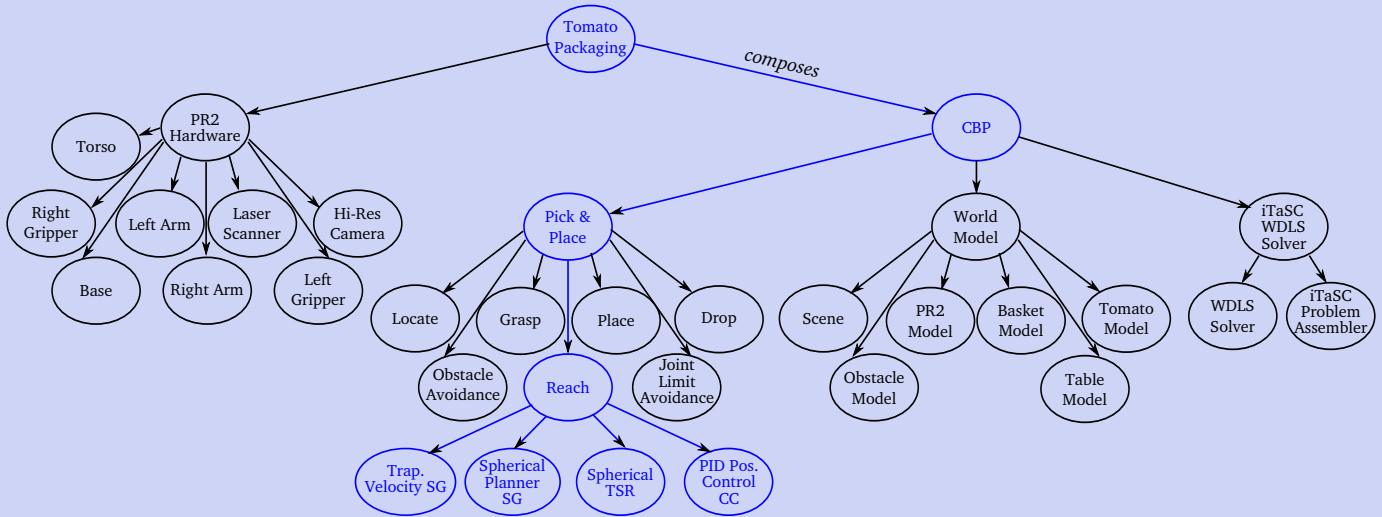 Tomato
Packaging
composes
PR2
Hardware
CBP
Torso
Right
Gripper
Left Arm
Laser
Scanner
Hi-Res
Camera
Base
Right Arm
Left
Gripper
Pick &
Place
World
Model
iTaSC
WDLS
Solver
Locate
Grasp
Place
Drop
Scene
PR2
Model
Basket
Model
Tomato
Model
WDLS
Solver
iTaSC
Problem
Assembler
Obstacle
Avoidance
Reach
Joint
Limit
Avoidance
Obstacle
Model
Table
Model
Trap.
Velocity SG
Spherical
Planner
SG
Spherical
TSR
PID Pos.
Control
CC